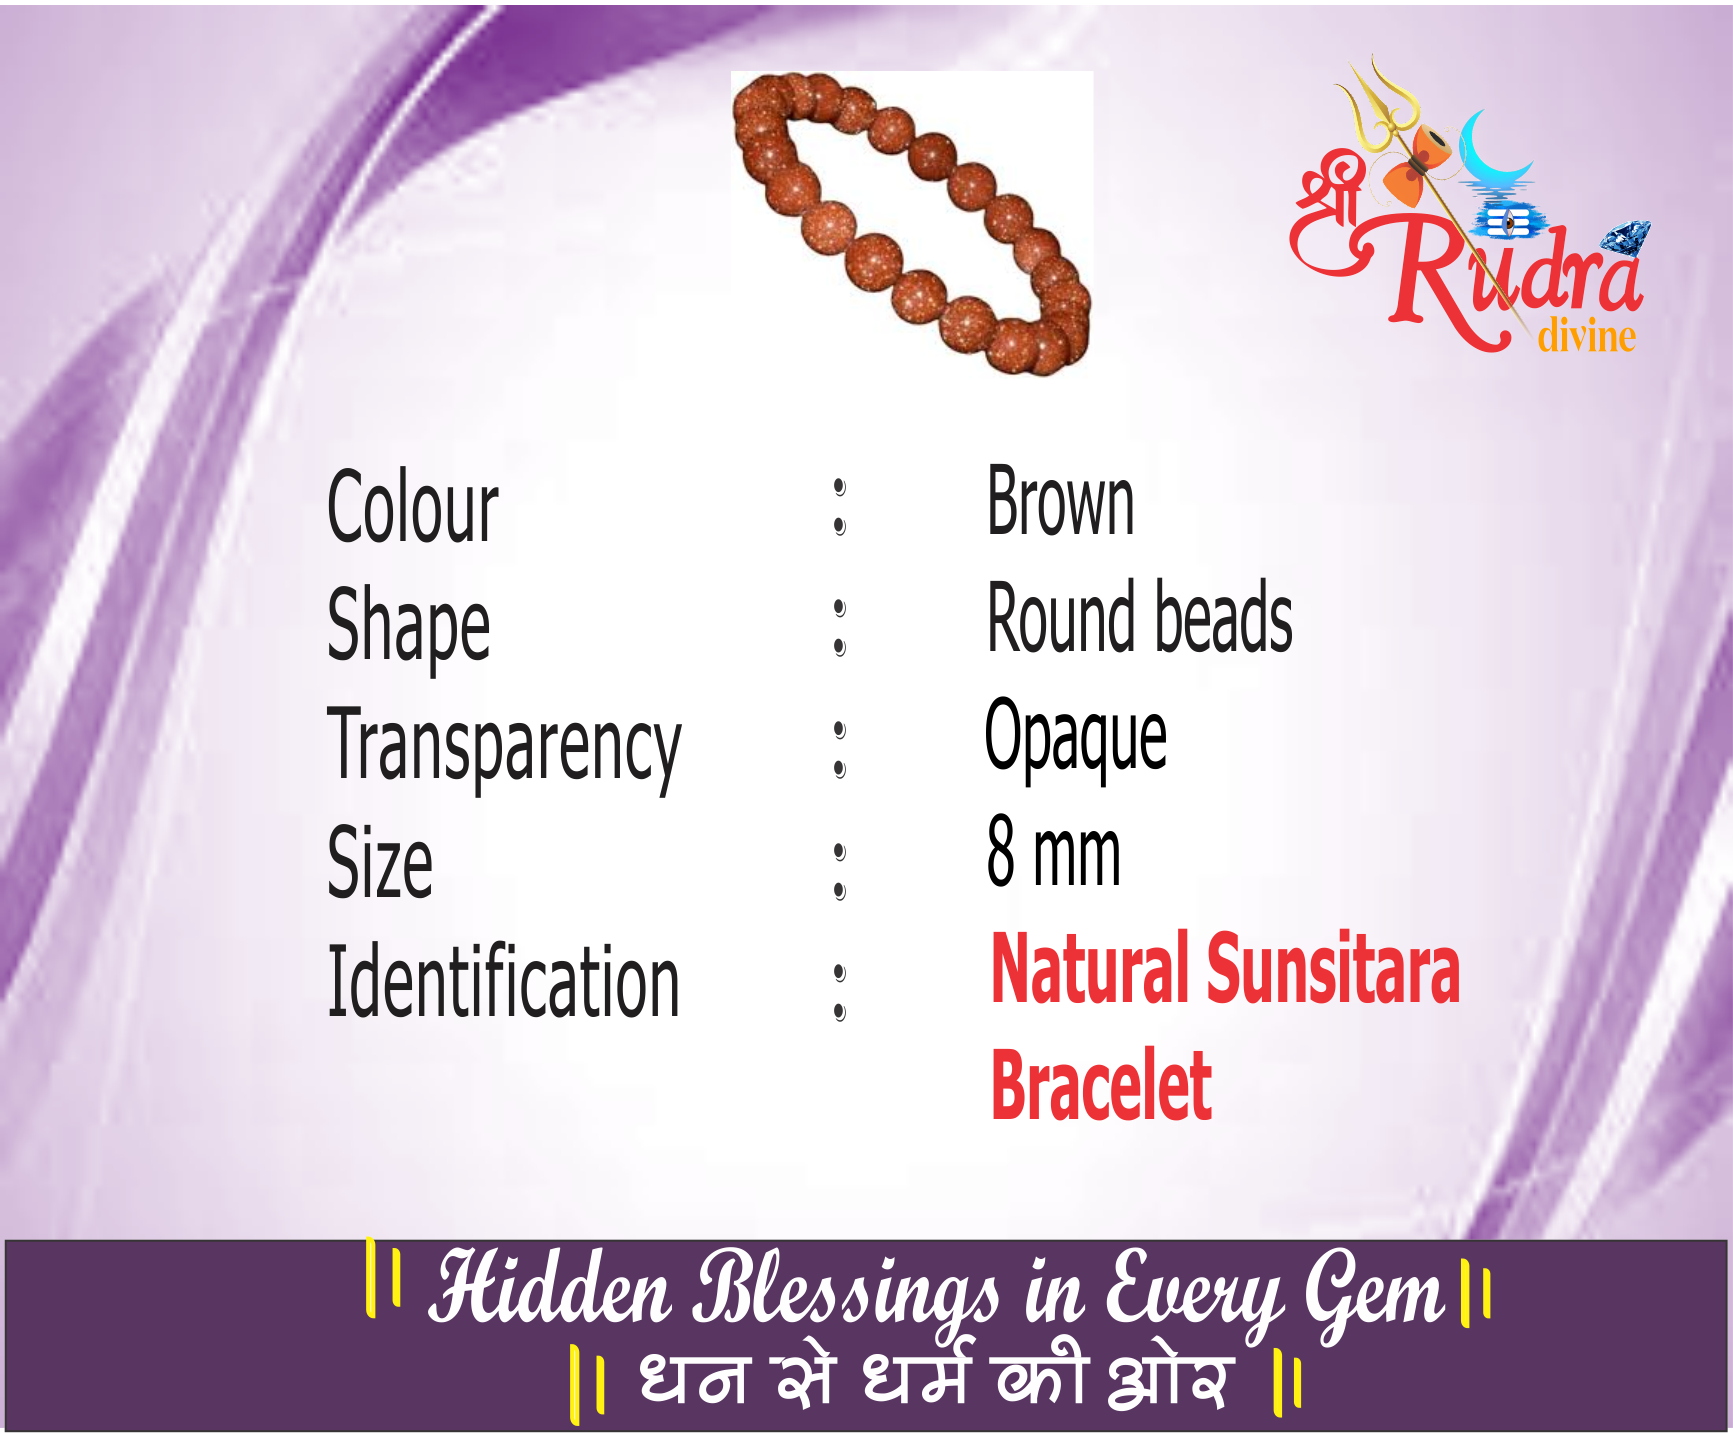 श्री
Rudra
divine
Colour : Brown
Shape : Round beads
Transparency : Opaque
Size : 8 mm
Identification : Natural Sunsitara
Bracelet
|| Hidden Blessings in Every Gem ||
|| धन से धर्म की ओर ||